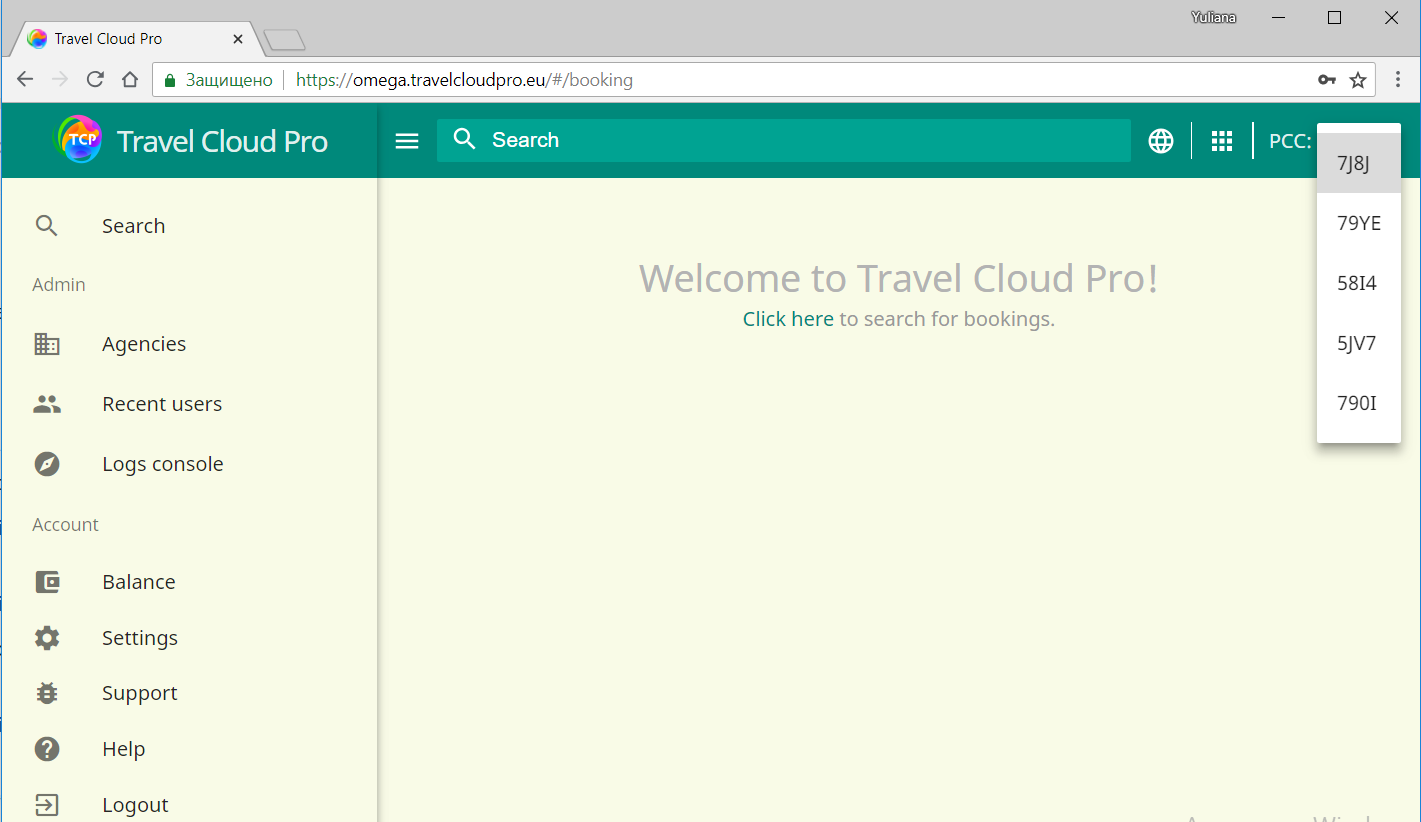 Yuliana
Travel Cloud Pro
Защищено
https://omega.travelcloudpro.eu/#/booking
TCP
Travel Cloud Pro
Search
PCC:
7J8J
79YE
58I4
5JV7
790I
Search
Admin
Agencies
Recent users
Logs console
Account
Balance
Settings
Support
Help
Logout
Welcome to Travel Cloud Pro!
Click here to search for bookings.